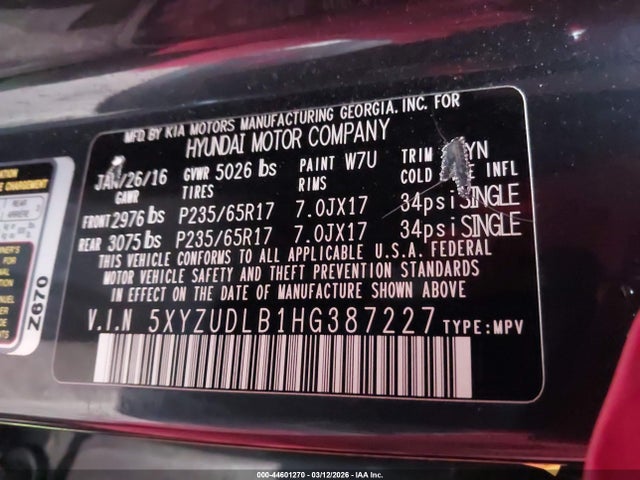 MFD BY KIA MOTORS MANUFACTURING GEORGIA. INC. FOR
HYUNDAI MOTOR COMPANY
JAN/26/16 GVWR 5026 lbs PAINT W7U TRIM YN
GAWR TIRES RIMS COLD INFL
FRONT 2976 lbs P235/65R17 7.0JX17 34psi SINGLE
REAR 3075 lbs P235/65R17 7.0JX17 34psi SINGLE
THIS VEHICLE CONFORMS TO ALL APPLICABLE U.S.A. FEDERAL
MOTOR VEHICLE SAFETY AND THEFT PREVENTION STANDARDS
IN EFFECT ON THE DATE OF MANUFACTURE SHOWN ABOVE
V.I.N 5XYZUDLB1HG387227 TYPE: MPV
REAR
ARRIÈRE
Z670
000-44601270 - 03/12/2026 - IAA Inc.